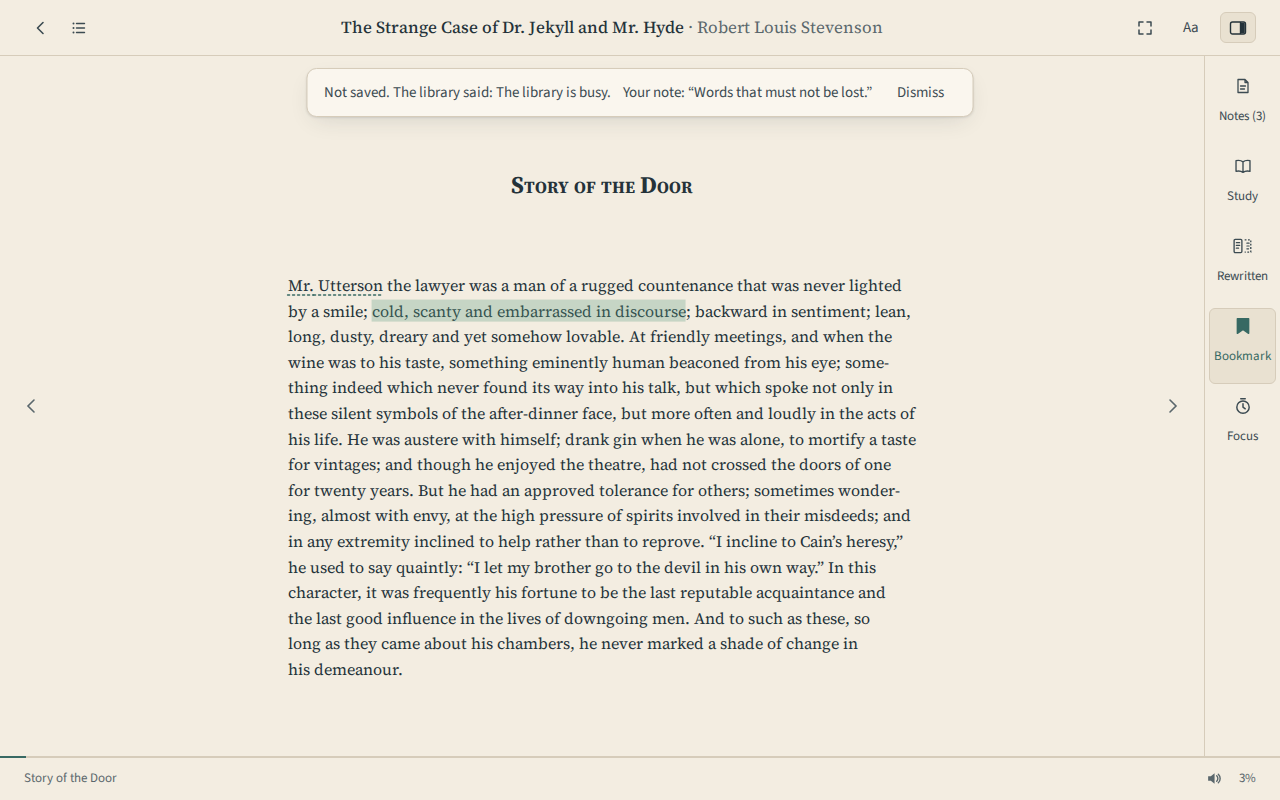 The Strange Case of Dr. Jekyll and Mr. Hyde · Robert Louis Stevenson
Aa
Not saved. The library said: The library is busy. Your note: “Words that must not be lost.” Dismiss
Notes (3)
Study
Rewritten
Bookmark
Focus
Story of the Door
Mr. Utterson the lawyer was a man of a rugged countenance that was never lighted
by a smile; cold, scanty and embarrassed in discourse; backward in sentiment; lean,
long, dusty, dreary and yet somehow lovable. At friendly meetings, and when the
wine was to his taste, something eminently human beaconed from his eye; some-
thing indeed which never found its way into his talk, but which spoke not only in
these silent symbols of the after-dinner face, but more often and loudly in the acts of
his life. He was austere with himself; drank gin when he was alone, to mortify a taste
for vintages; and though he enjoyed the theatre, had not crossed the doors of one
for twenty years. But he had an approved tolerance for others; sometimes wonder-
ing, almost with envy, at the high pressure of spirits involved in their misdeeds; and
in any extremity inclined to help rather than to reprove. “I incline to Cain’s heresy,”
he used to say quaintly: “I let my brother go to the devil in his own way.” In this
character, it was frequently his fortune to be the last reputable acquaintance and
the last good influence in the lives of downgoing men. And to such as these, so
long as they came about his chambers, he never marked a shade of change in
his demeanour.
Story of the Door
3%